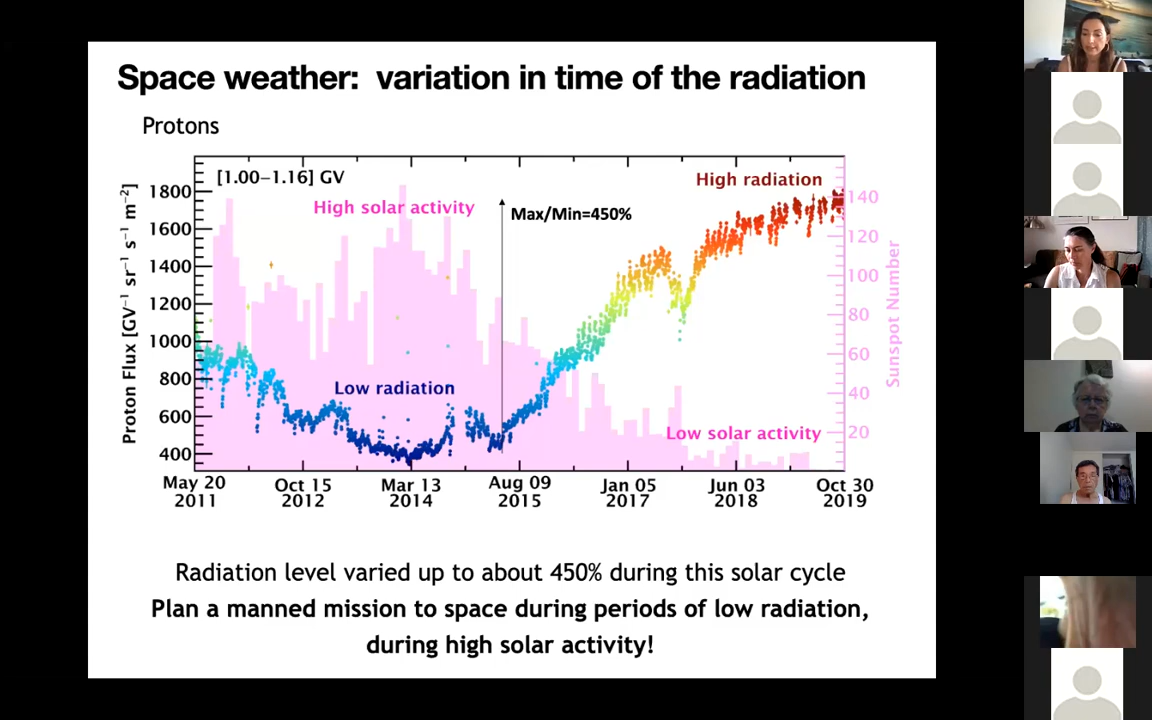 Space weather:  variation in time of the radiation
Protons
[1.00−1.16] GV
High radiation
High solar activity
Max/Min=450%
Low radiation
Low solar activity
Proton Flux [GV⁻¹ sr⁻¹ s⁻¹ m⁻²]
1800
1600
1400
1200
1000
800
600
400
140
120
100
80
60
40
20
Sunspot Number
May 20 Oct 15 Mar 13 Aug 09 Jan 05 Jun 03 Oct 30
2011 2012 2014 2015 2017 2018 2019
Radiation level varied up to about 450% during this solar cycle
Plan a manned mission to space during periods of low radiation,
during high solar activity!